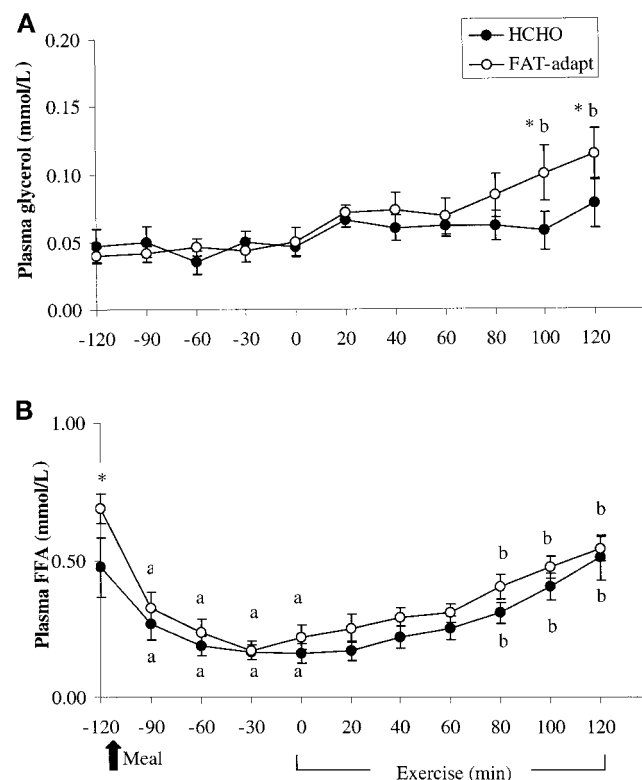 A
HCHO
FAT-adapt
Plasma glycerol (mmol/L)
0.20
0.15
0.10
0.05
0.00
* b
* b
-120 -90 -60 -30 0 20 40 60 80 100 120
B
Plasma FFA (mmol/L)
1.00
0.50
0.00
*
a a a a b b b
a a a a b b b
-120 -90 -60 -30 0 20 40 60 80 100 120
Meal
Exercise (min)